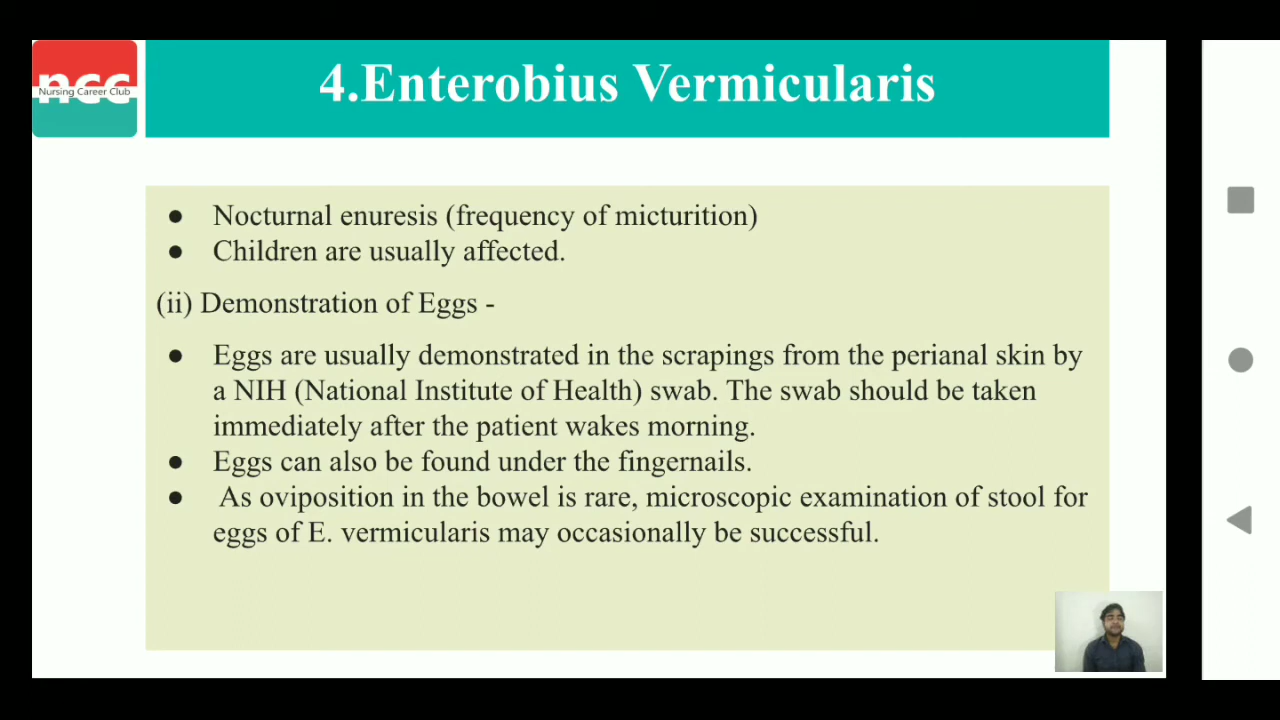 ncc
Nursing Career Club
4.Enterobius Vermicularis
● Nocturnal enuresis (frequency of micturition)
● Children are usually affected.
(ii) Demonstration of Eggs -
● Eggs are usually demonstrated in the scrapings from the perianal skin by
a NIH (National Institute of Health) swab. The swab should be taken
immediately after the patient wakes morning.
● Eggs can also be found under the fingernails.
● As oviposition in the bowel is rare, microscopic examination of stool for
eggs of E. vermicularis may occasionally be successful.